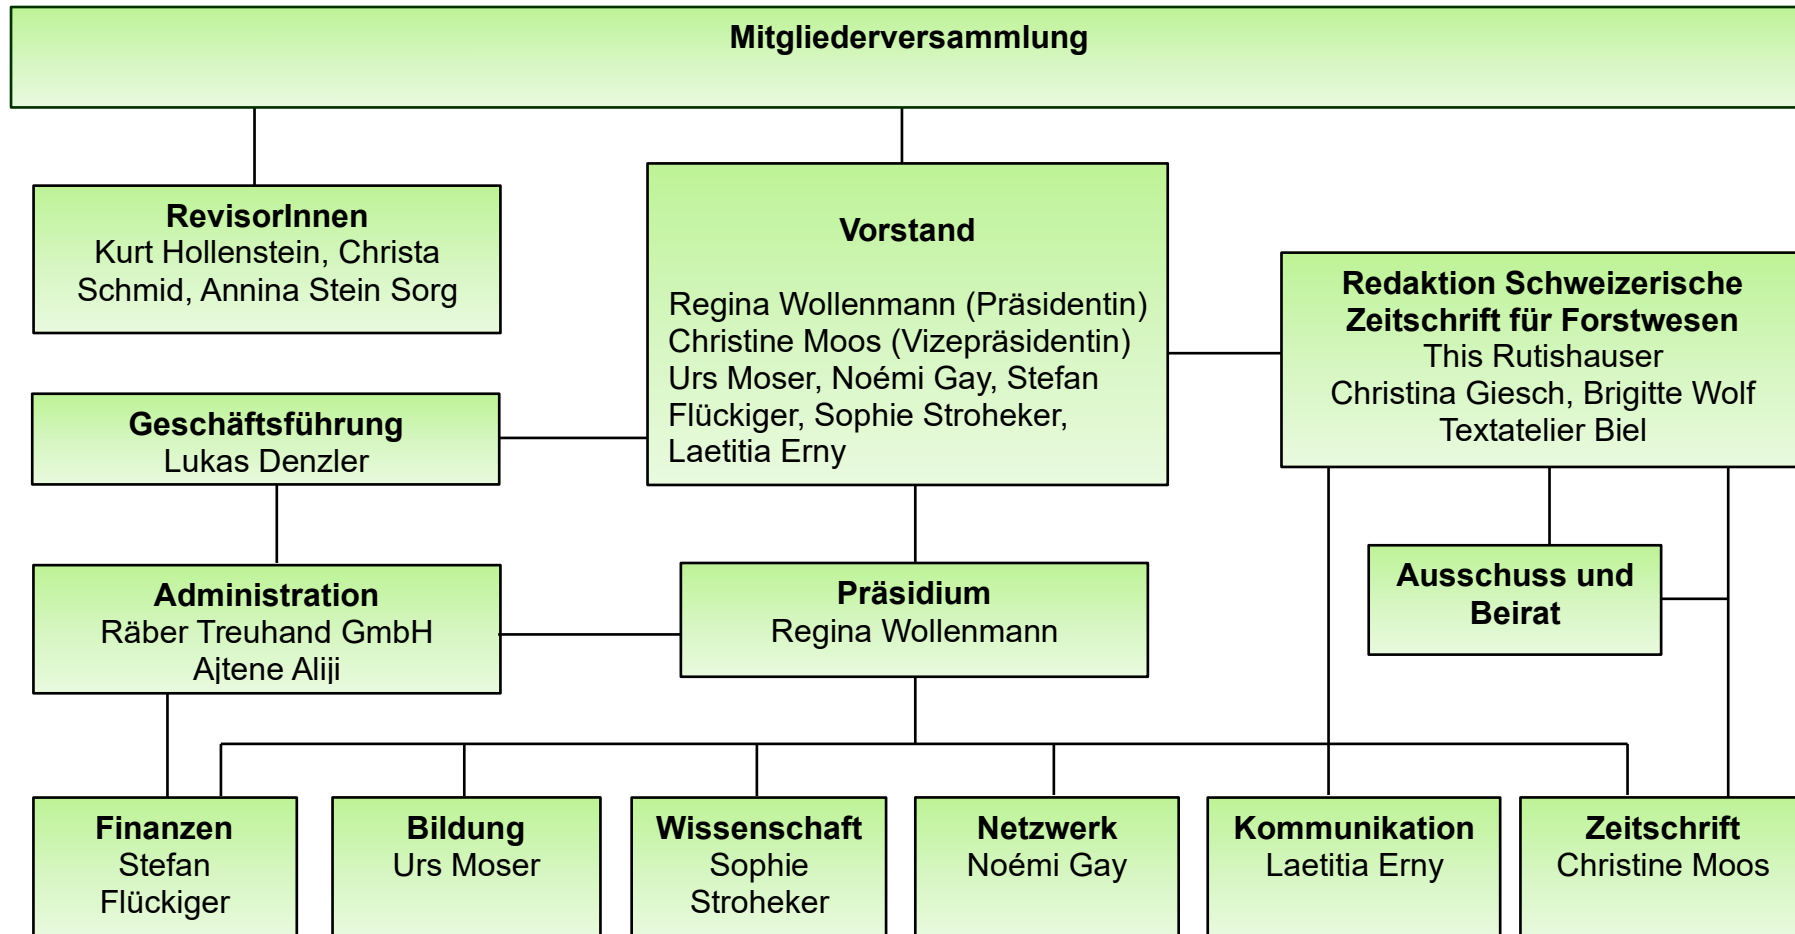 Mitgliederversammlung
RevisorInnen
Kurt Hollenstein, Christa
Schmid, Annina Stein Sorg
Vorstand
Regina Wollenmann (Präsidentin)
Christine Moos (Vizepräsidentin)
Urs Moser, Noémi Gay, Stefan
Flückiger, Sophie Stroheker,
Laetitia Erny
Redaktion Schweizerische
Zeitschrift für Forstwesen
This Rutishauser
Christina Giesch, Brigitte Wolf
Textatelier Biel
Geschäftsführung
Lukas Denzler
Administration
Räber Treuhand GmbH
Ajtene Aliji
Präsidium
Regina Wollenmann
Ausschuss und
Beirat
Finanzen
Stefan
Flückiger
Bildung
Urs Moser
Wissenschaft
Sophie
Stroheker
Netzwerk
Noémi Gay
Kommunikation
Laetitia Erny
Zeitschrift
Christine Moos